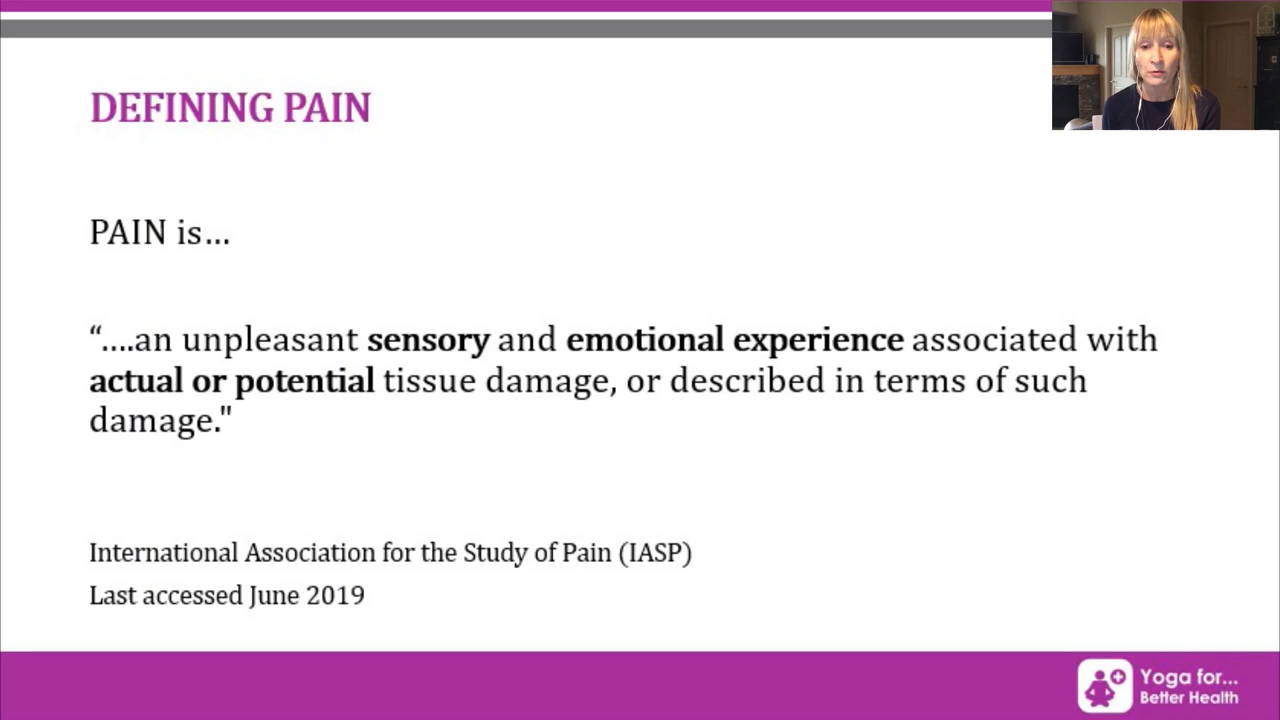 DEFINING PAIN
PAIN is...
“....an unpleasant sensory and emotional experience associated with
actual or potential tissue damage, or described in terms of such
damage."
International Association for the Study of Pain (IASP)
Last accessed June 2019
Yoga for...
Better Health